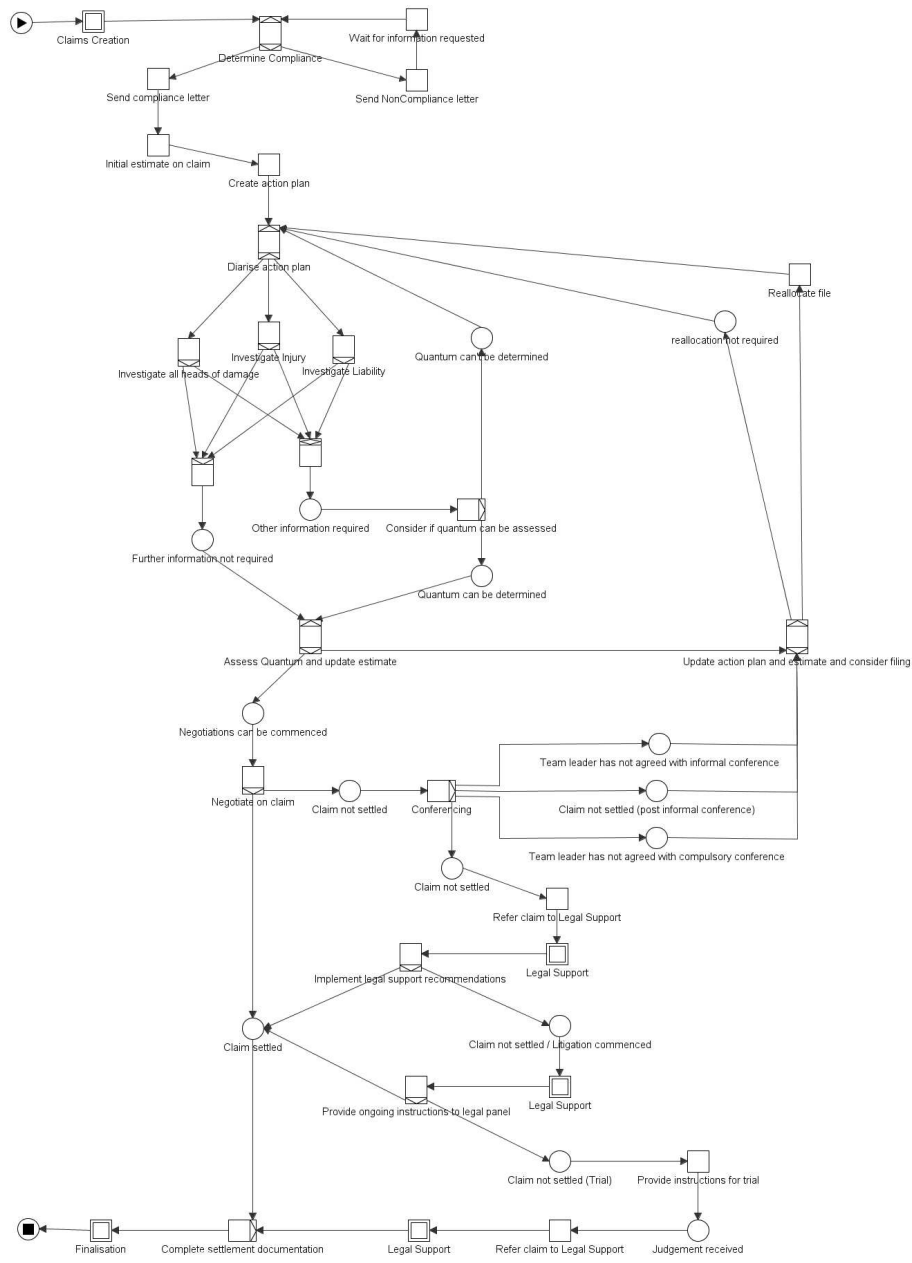 Claims Creation
Wait for information requested
Determine Compliance
Send compliance letter
Send NonCompliance letter
Initial estimate on claim
Create action plan
Diarise action plan
Reallocate file
reallocation not required
Quantum can't be determined
Investigate Injury
Investigate all heads of damage
Investigate Liability
Other information required
Consider if quantum can be assessed
Further information not required
Quantum can be determined
Assess Quantum and update estimate
Update action plan and estimate and consider filing
Negotiations can be commenced
Team leader has not agreed with informal conference
Negotiate on claim
Claim not settled
Conferencing
Claim not settled (post informal conference)
Team leader has not agreed with compulsory conference
Claim not settled
Refer claim to Legal Support
Legal Support
Implement legal support recommendations
Claim settled
Claim not settled / Litigation commenced
Legal Support
Provide ongoing instructions to legal panel
Claim not settled (Trial)
Provide instructions for trial
Finalisation
Complete settlement documentation
Legal Support
Refer claim to Legal Support
Judgement received